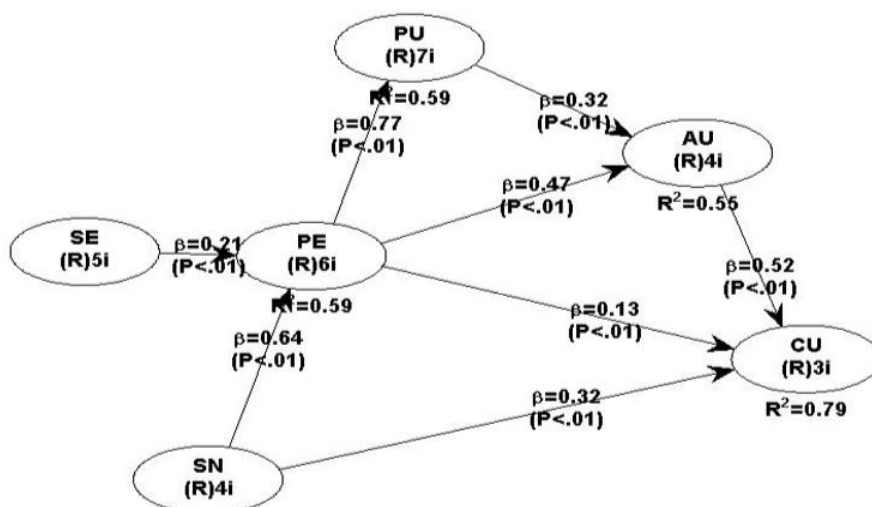 PU
(R)7i
R²=0.59
β=0.77
(P<.01)
β=0.32
(P<.01)
AU
(R)4i
R²=0.55
β=0.47
(P<.01)
SE
(R)5i
β=0.21
(P<.01)
PE
(R)6i
R²=0.59
β=0.52
(P<.01)
β=0.13
(P<.01)
β=0.64
(P<.01)
CU
(R)3i
R²=0.79
β=0.32
(P<.01)
SN
(R)4i